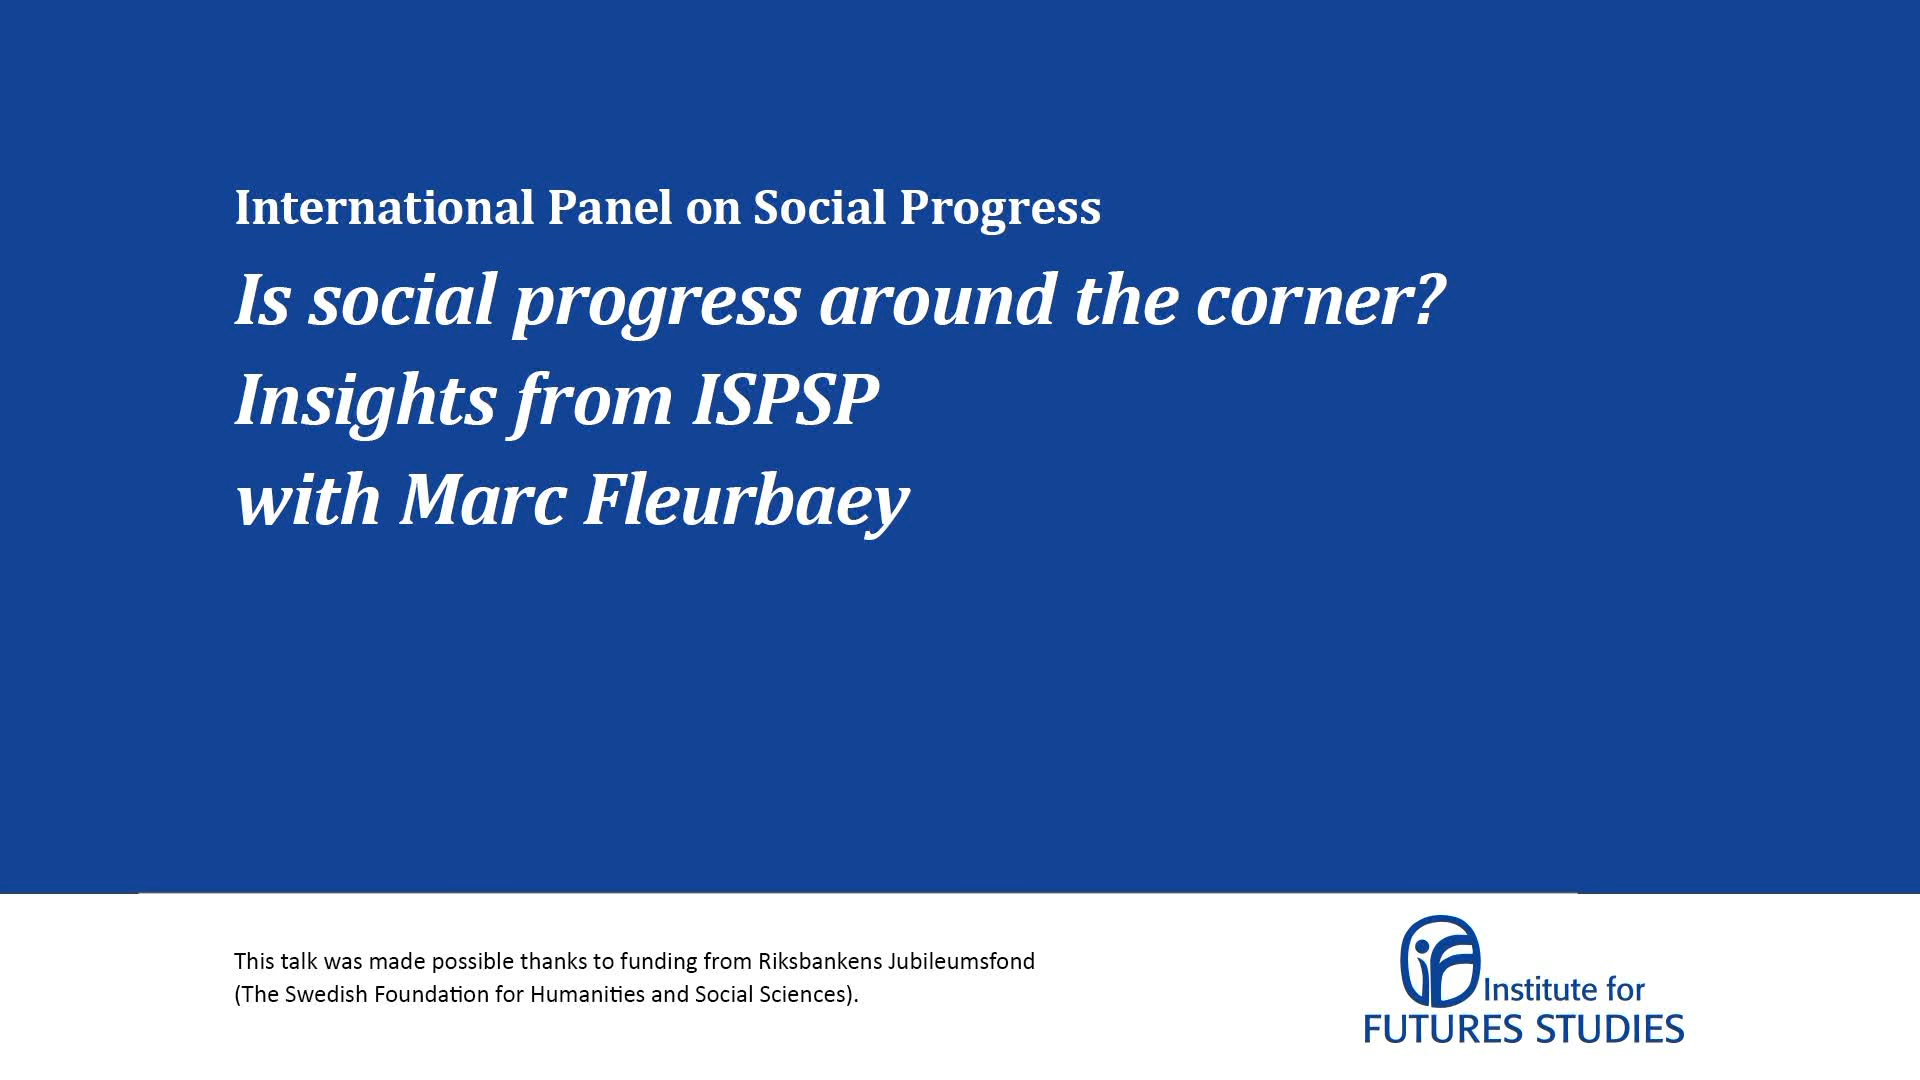 International Panel on Social Progress
Is social progress around the corner?
Insights from ISPSP
with Marc Fleurbaey
This talk was made possible thanks to funding from Riksbankens Jubileumsfond
(The Swedish Foundation for Humanities and Social Sciences).
if
Institute for
FUTURES STUDIES